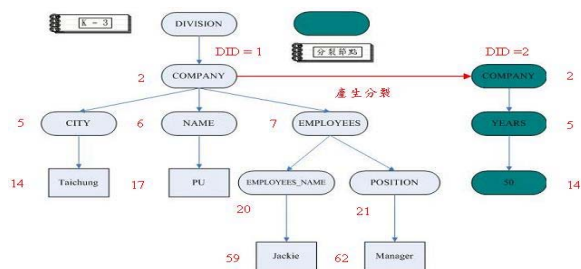 K - 3
DIVISION
DID = 1
分裂節點
DID =2
2
COMPANY
COMPANY
2
產生分裂
5
CITY
6
NAME
7
EMPLOYEES
YEARS
5
14
Taichung
17
PU
EMPLOYEES_NAME
POSITION
50
14
20
21
59
Jackie
62
Manager